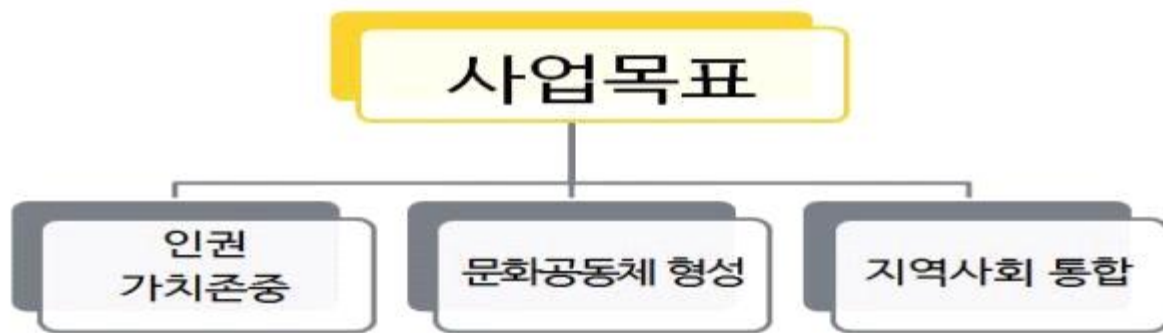 사업목표
인권
가치존중
문화공동체 형성
지역사회 통합